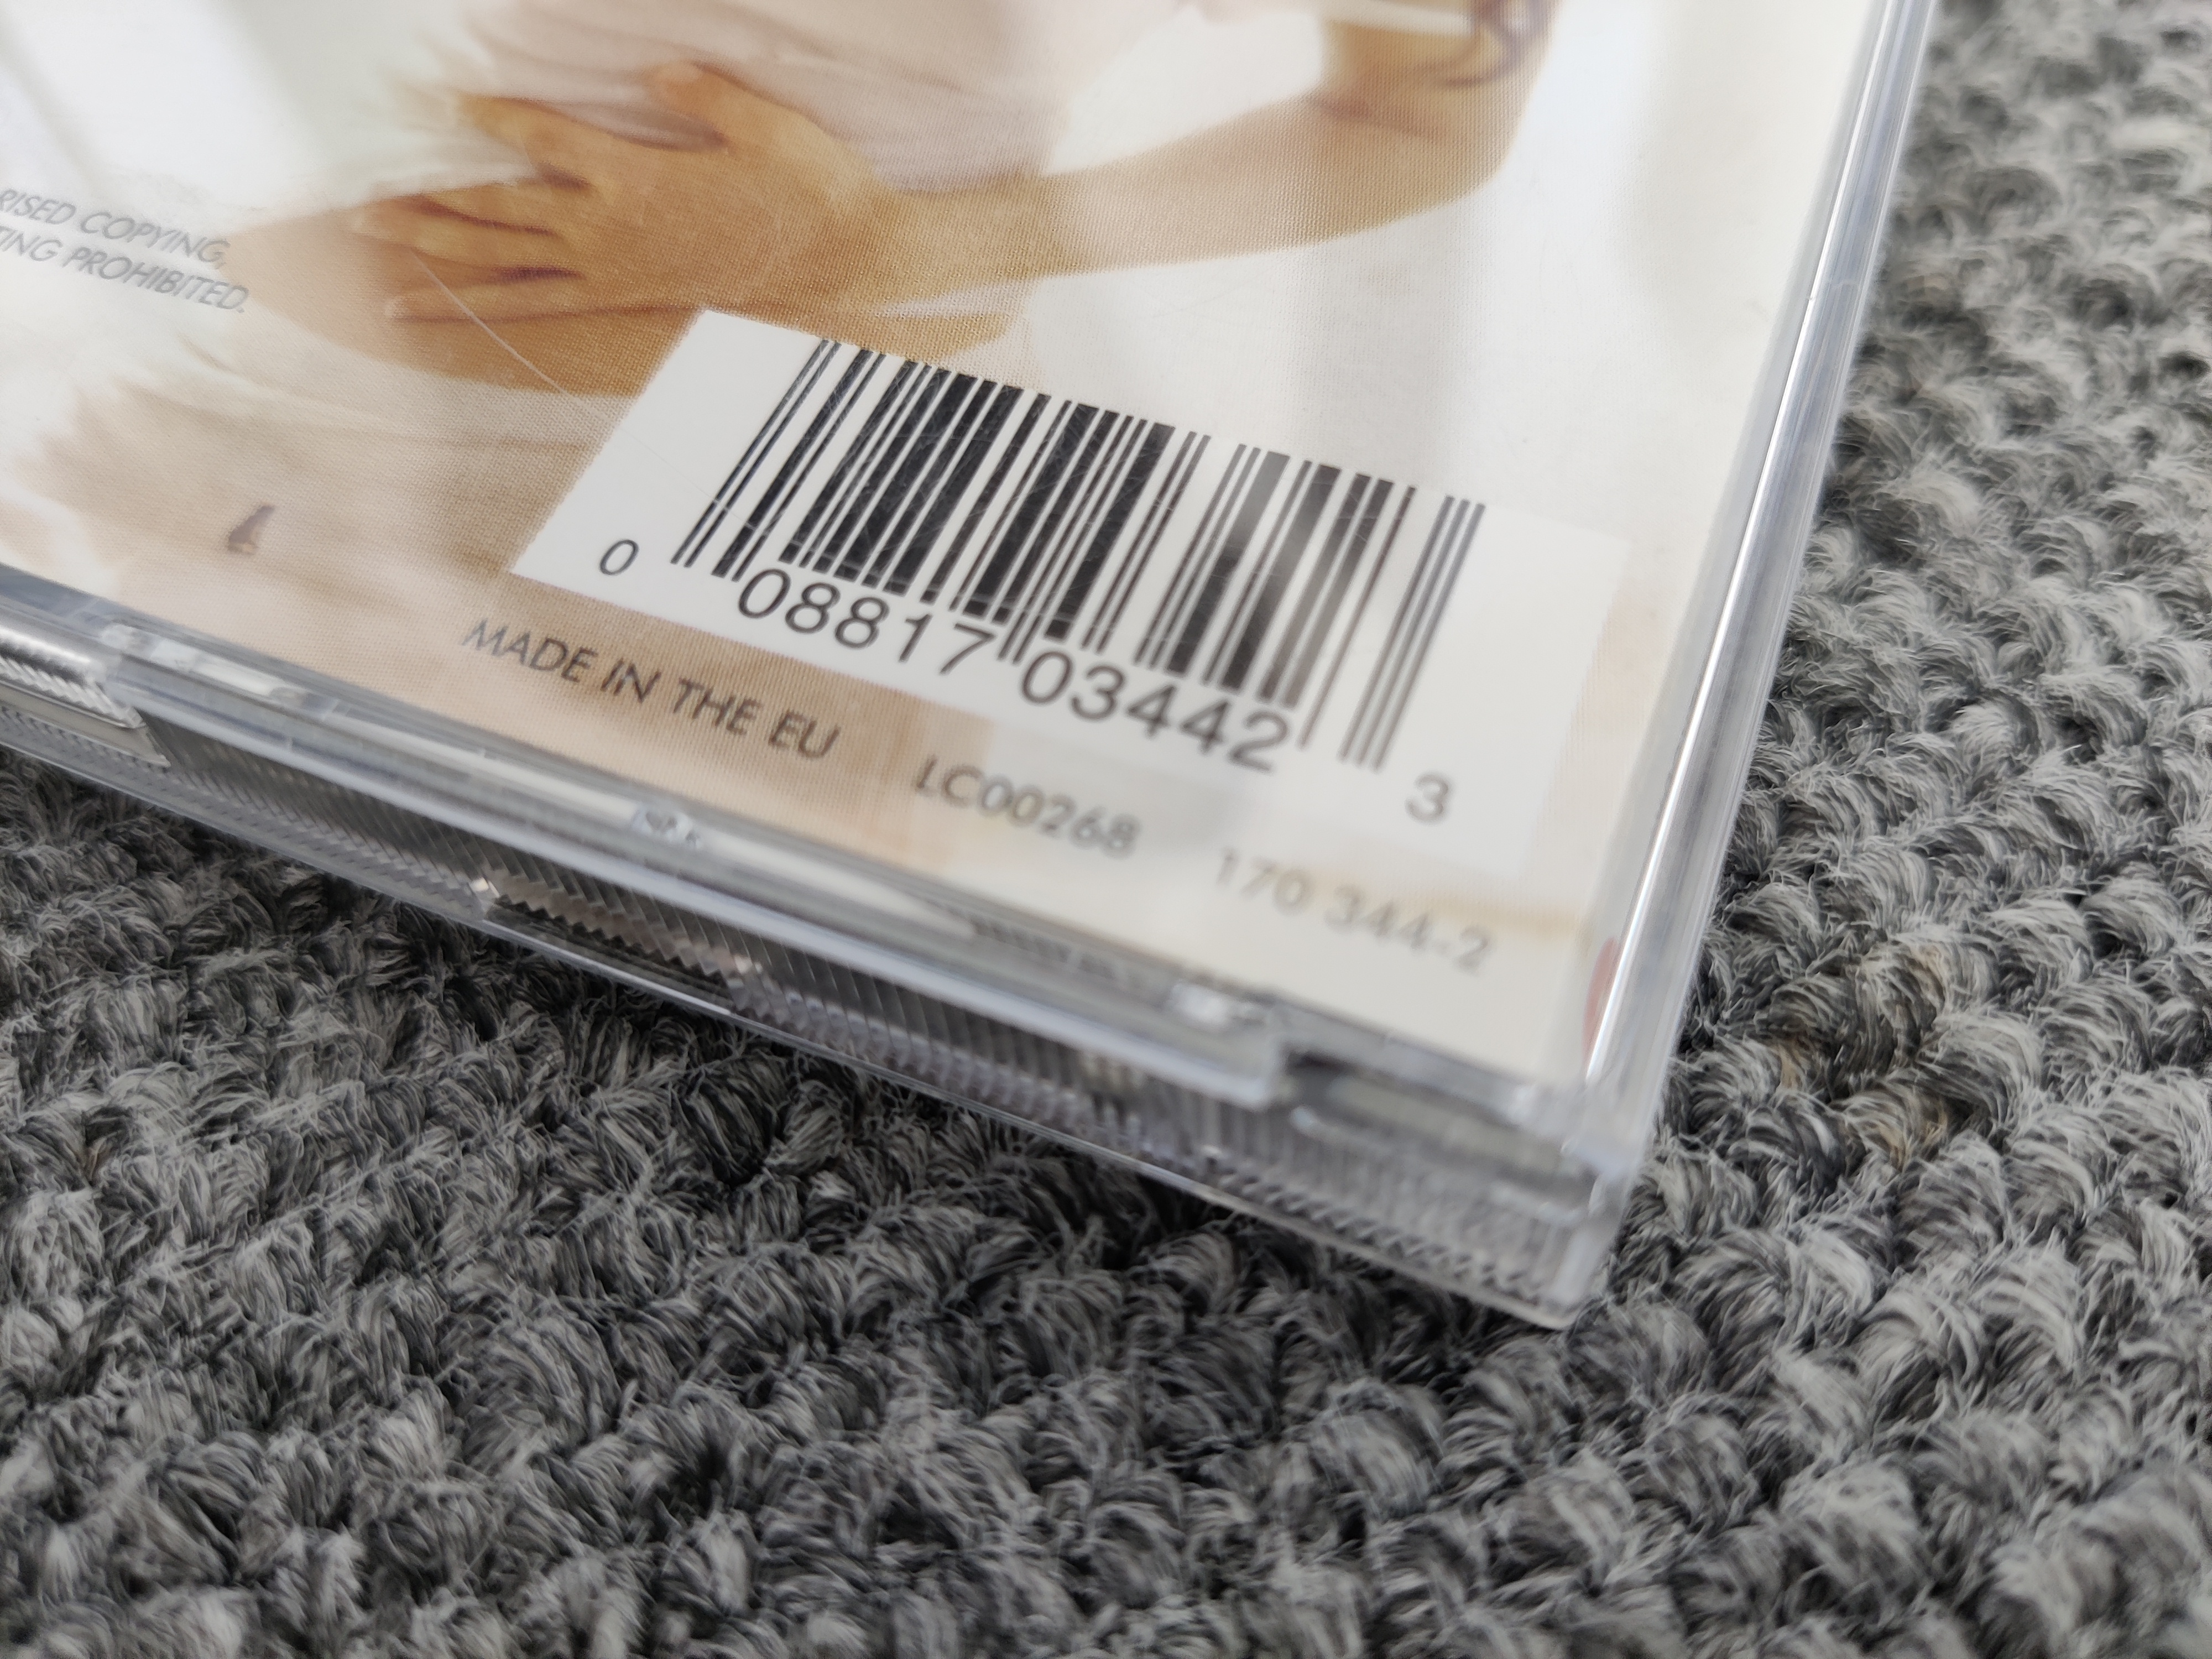 RISED COPYING,
TING PROHIBITED.
0 08817 03442 3
MADE IN THE EU LC00268 170 344-2